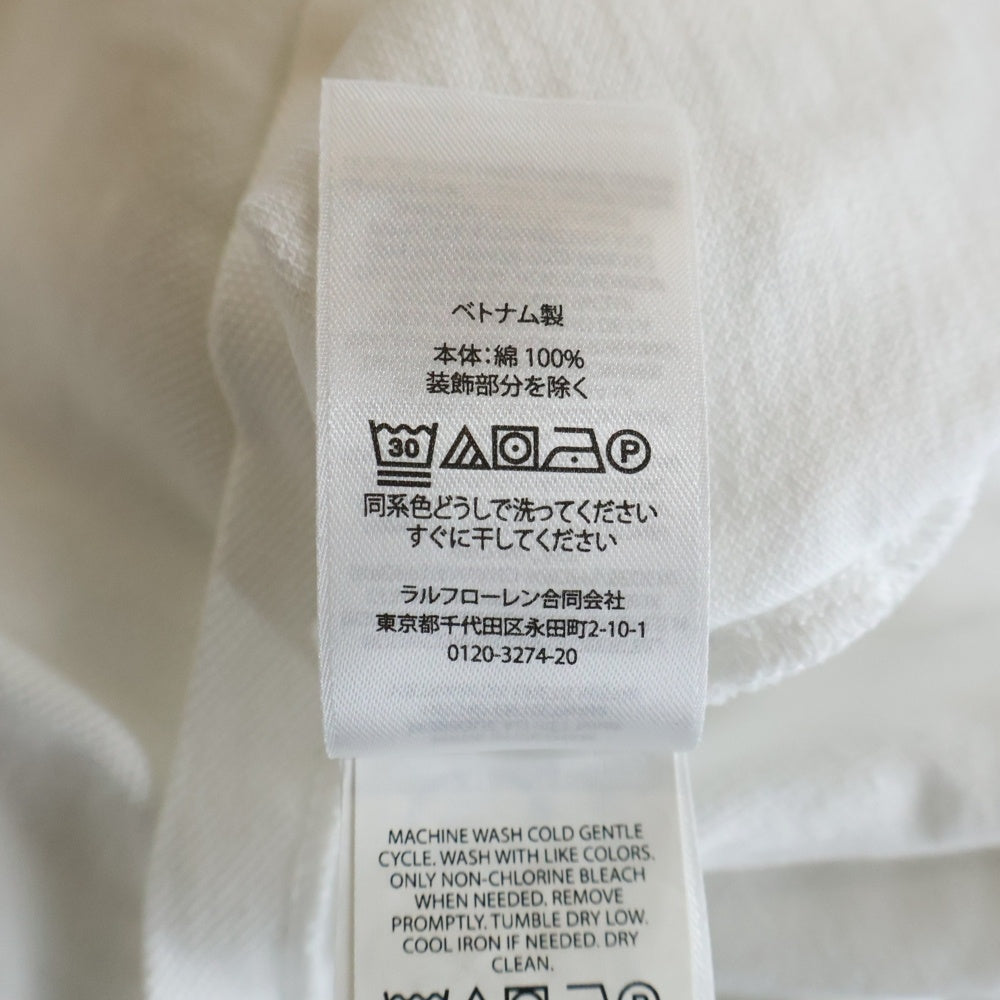 ベトナム製
本体：綿 100%
装飾部分を除く
30 P
同系色どうしで洗ってください
すぐに干してください
ラルフローレン合同会社
東京都千代田区永田町2-10-1
0120-3274-20
MACHINE WASH COLD GENTLE
CYCLE. WASH WITH LIKE COLORS.
ONLY NON-CHLORINE BLEACH
WHEN NEEDED. REMOVE
PROMPTLY. TUMBLE DRY LOW.
COOL IRON IF NEEDED. DRY
CLEAN.